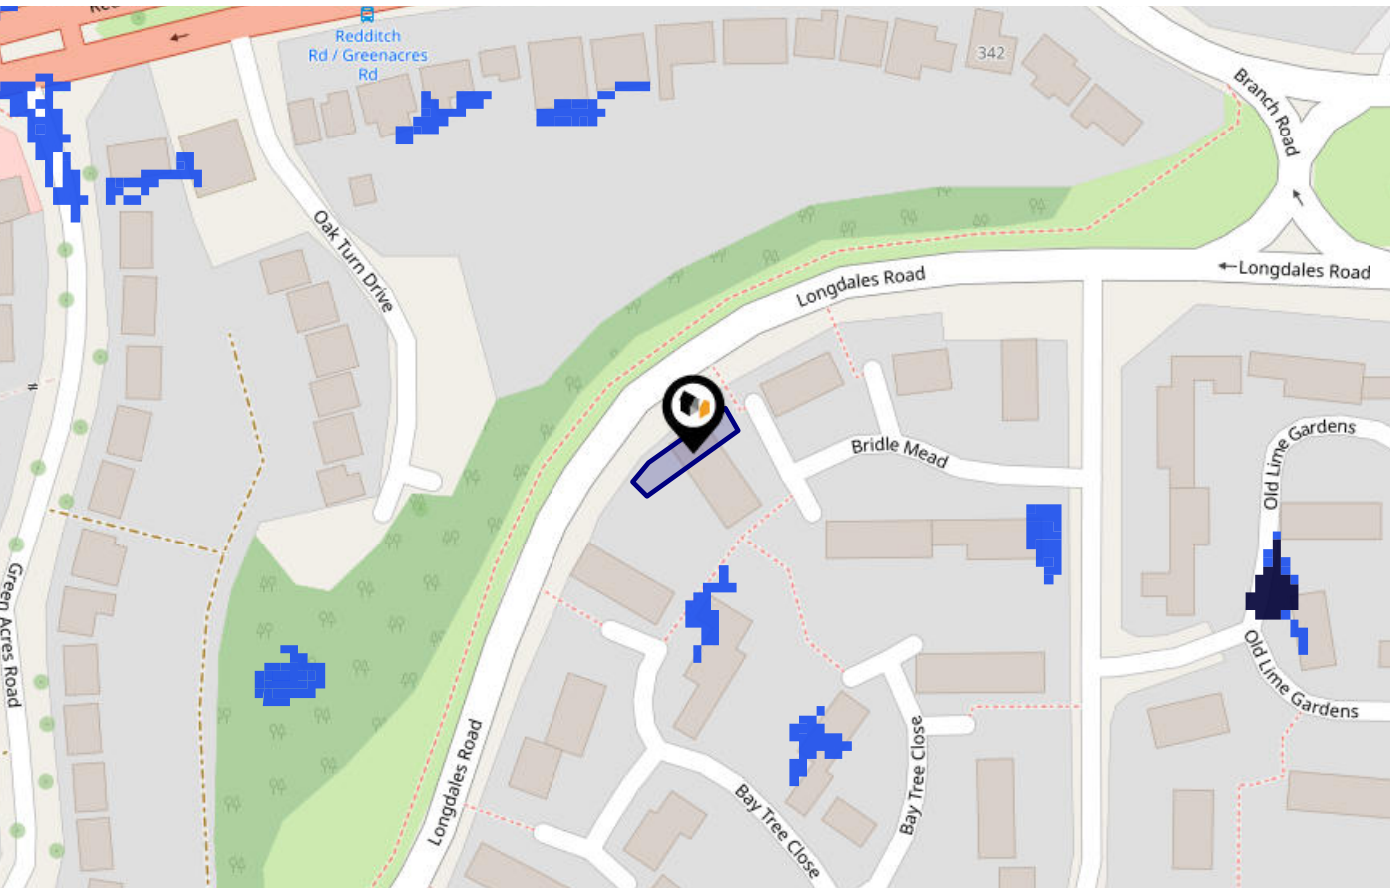 Redditch
Rd / Greenacres
Rd
342
Branch Road
Oak Turn Drive
Longdales Road
Longdales Road
Bridle Mead
Old Lime Gardens
Green Acres Road
Old Lime Gardens
Longdales Road
Bay Tree Close
Bay Tree Close